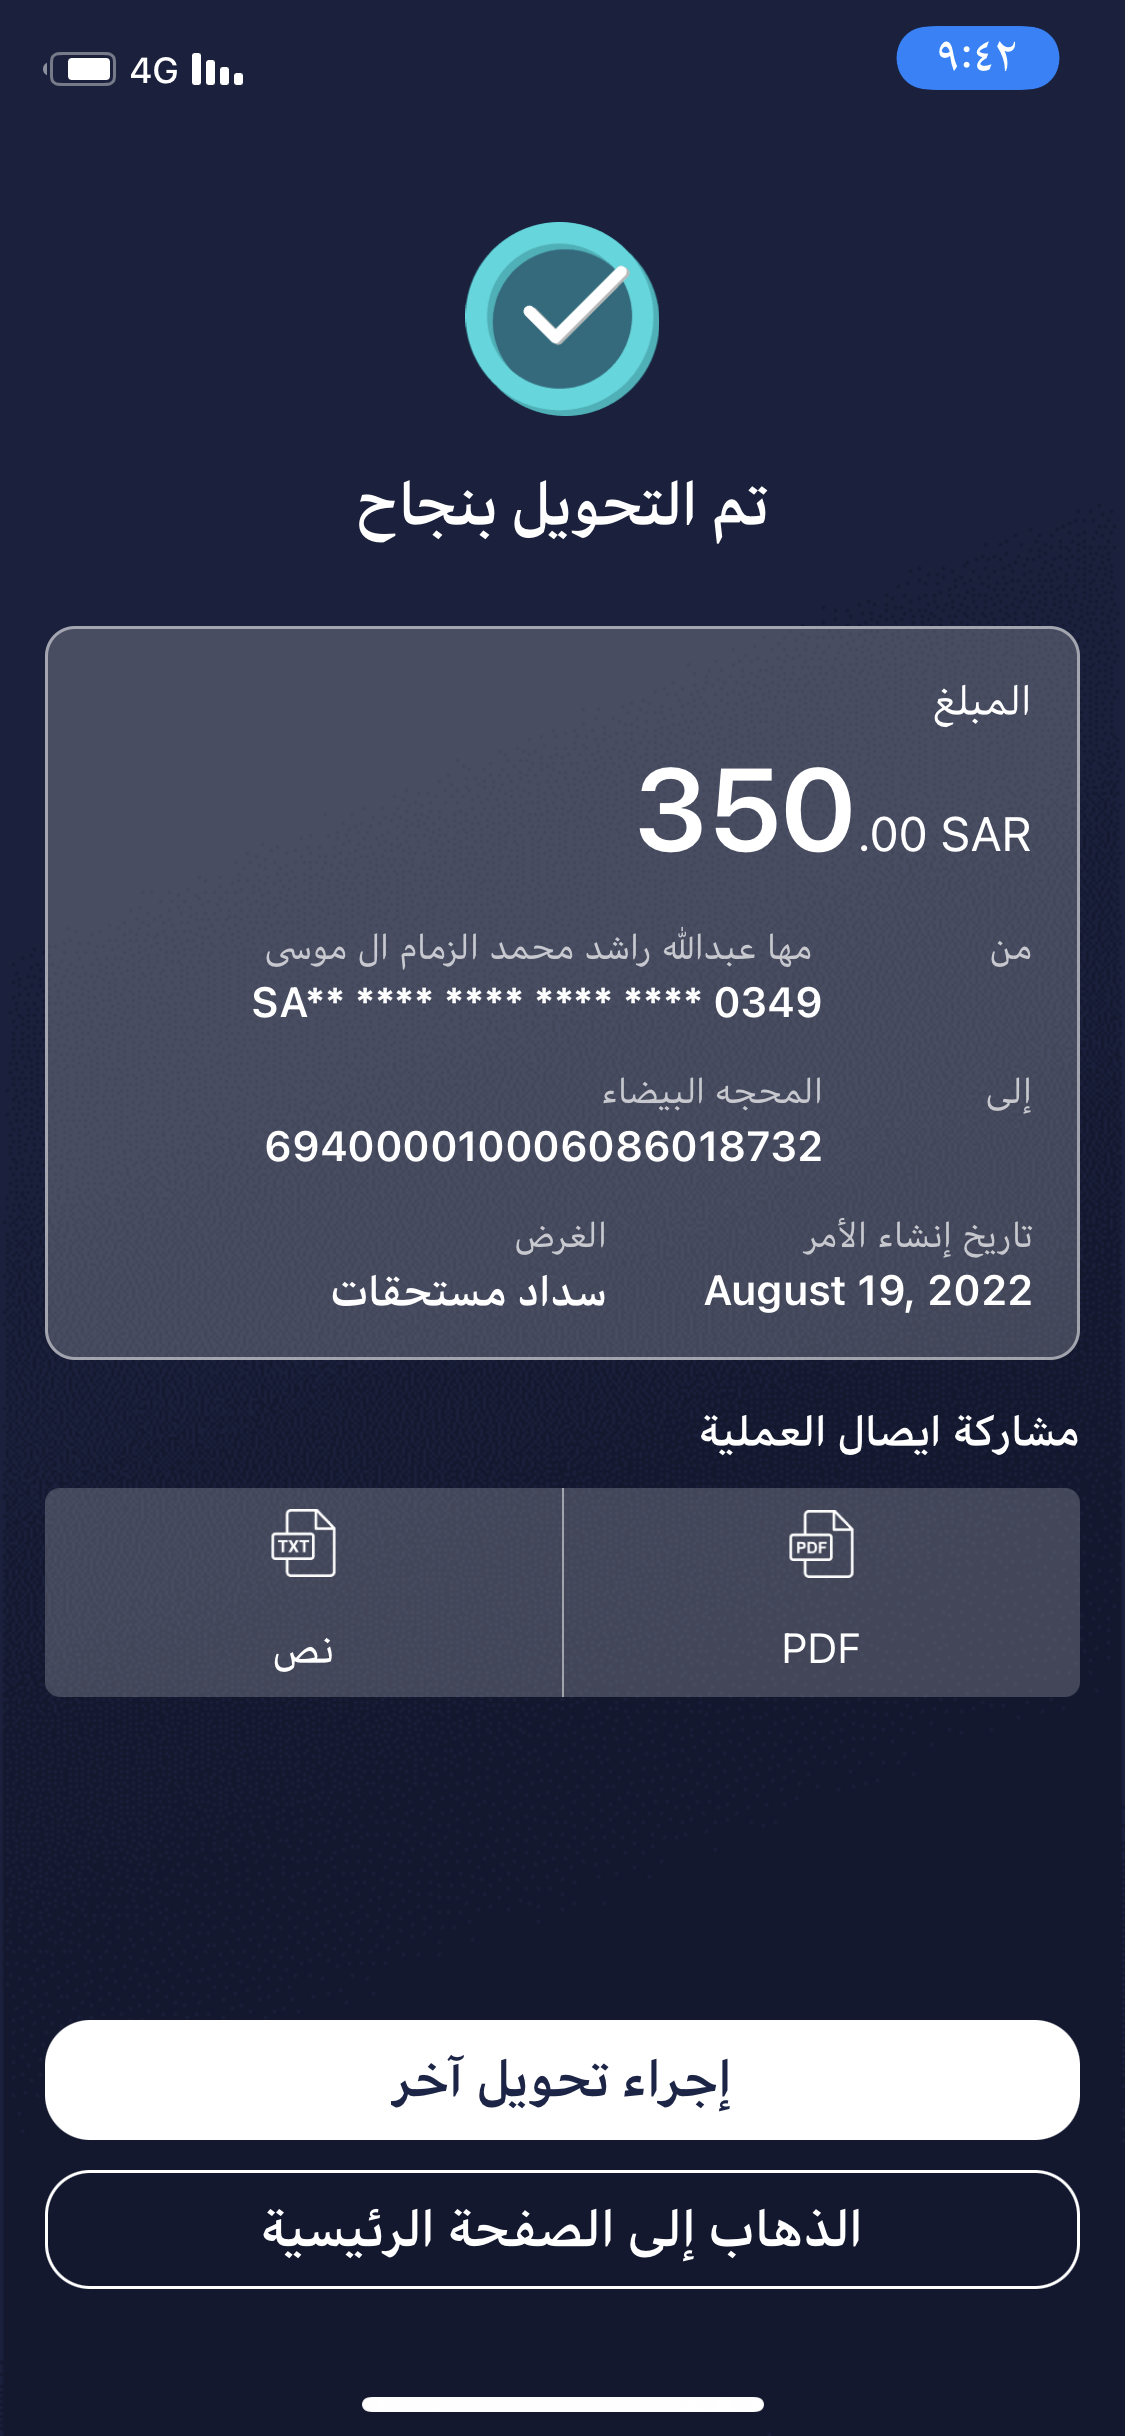 ٩:٤٢
4G
تم التحويل بنجاح
المبلغ
350.00 SAR
من
مها عبدالله راشد محمد الزمام ال موسى
SA** **** **** **** **** 0349
إلى
المحجه البيضاء
694000010006086018732
تاريخ إنشاء الأمر
August 19, 2022
الغرض
سداد مستحقات
مشاركة ايصال العملية
PDF
PDF
TXT
نص
إجراء تحويل آخر
الذهاب إلى الصفحة الرئيسية